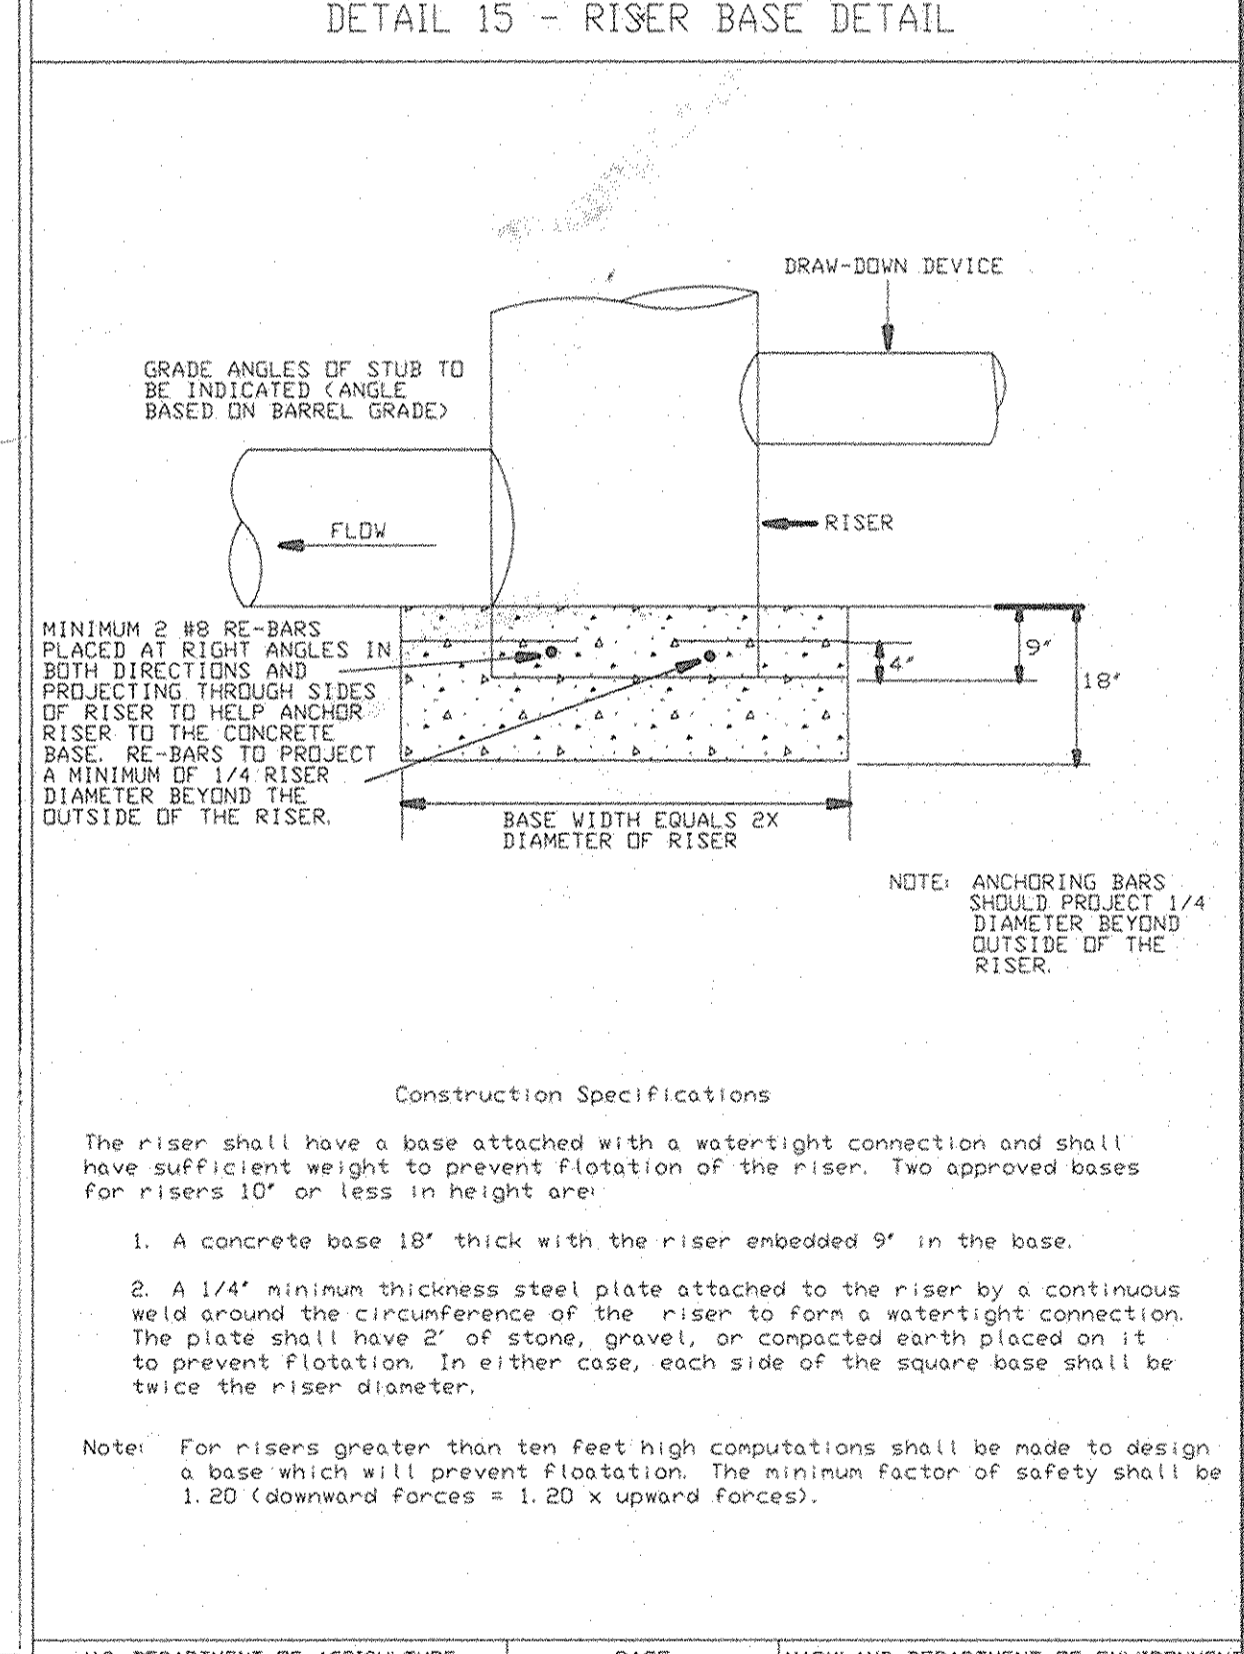 DETAIL 15 - RISER BASE DETAIL
DRAW-DOWN DEVICE
GRADE ANGLES OF STUB TO
BE INDICATED (ANGLE
BASED ON BARREL GRADE)
FLOW
RISER
MINIMUM 2 #8 RE-BARS
PLACED AT RIGHT ANGLES IN
BOTH DIRECTIONS AND
PROJECTING THROUGH SIDES
OF RISER TO HELP ANCHOR
RISER TO THE CONCRETE
BASE. RE-BARS TO PROJECT
A MINIMUM OF 1/4 RISER
DIAMETER BEYOND THE
OUTSIDE OF THE RISER.
4"
9"
18"
BASE WIDTH EQUALS 2X
DIAMETER OF RISER
NOTE: ANCHORING BARS
SHOULD PROJECT 1/4
DIAMETER BEYOND
OUTSIDE OF THE
RISER.
Construction Specifications
The riser shall have a base attached with a watertight connection and shall
have sufficient weight to prevent flotation of the riser. Two approved bases
for risers 10' or less in height are:
1. A concrete base 18" thick with the riser embedded 9" in the base.
2. A 1/4" minimum thickness steel plate attached to the riser by a continuous
weld around the circumference of the riser to form a watertight connection.
The plate shall have 2' of stone, gravel, or compacted earth placed on it
to prevent flotation. In either case, each side of the square base shall be
twice the riser diameter.
Note: For risers greater than ten feet high computations shall be made to design
a base which will prevent floatation. The minimum factor of safety shall be
1.20 (downward forces = 1.20 x upward forces).